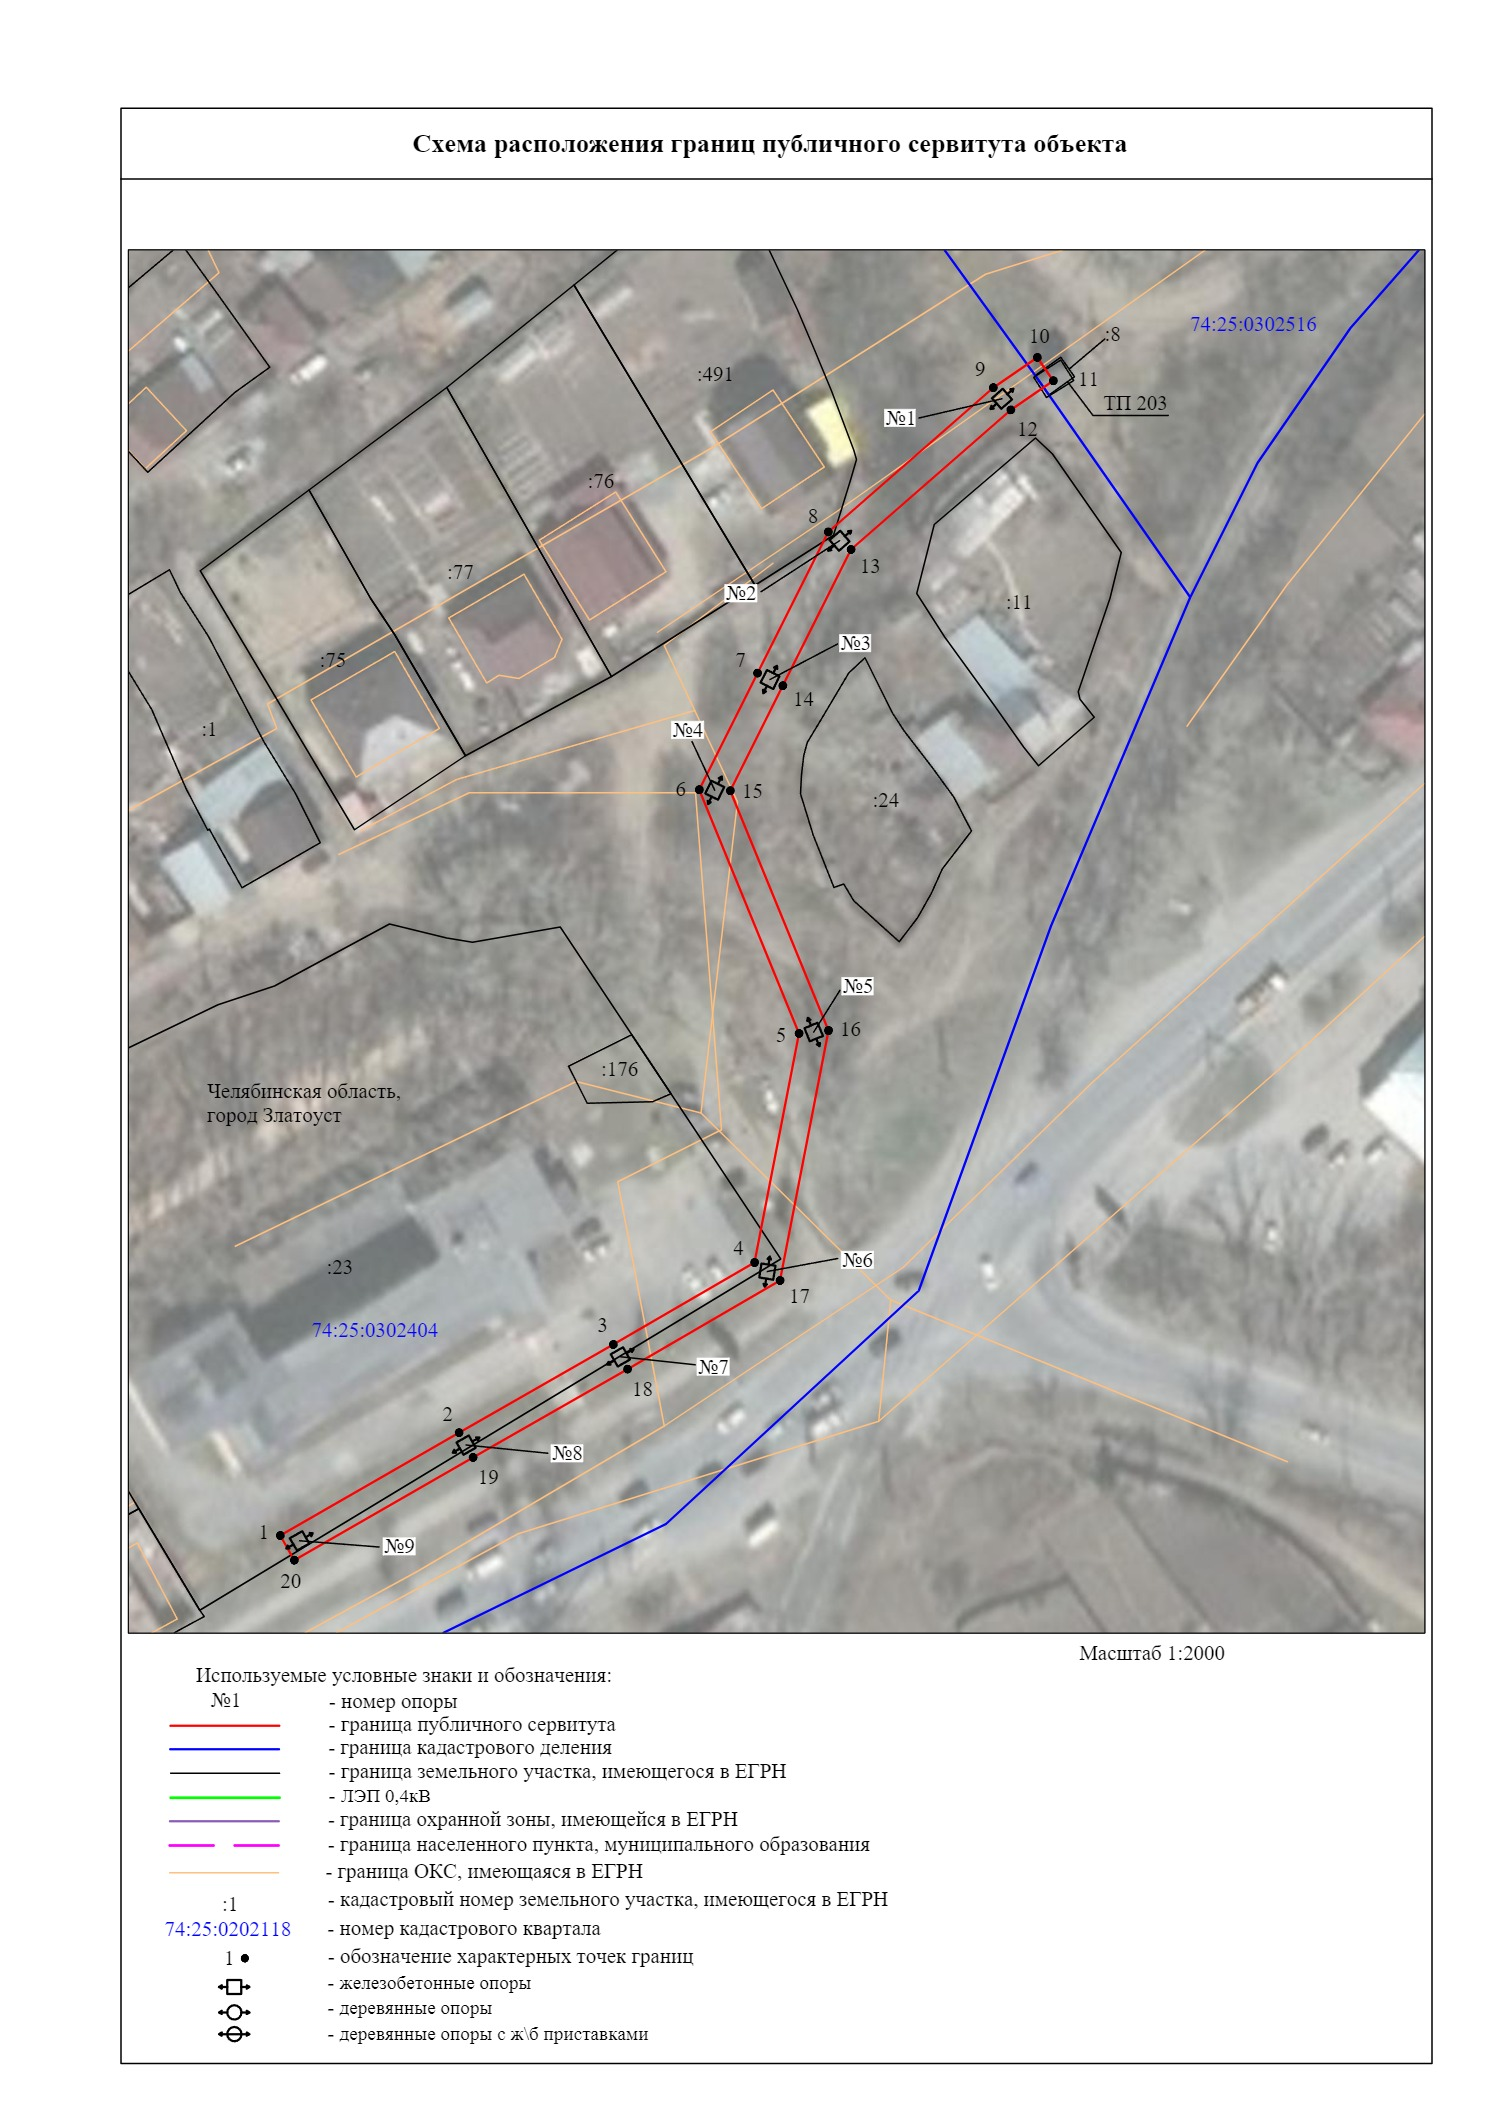 Схема расположения границ публичного сервитута объекта
74:25:0302516
10
:8
9
11
:491
ТП 203
№1
12
:76
8
13
:77
№2
:11
№3
7
:75
14
:1
№4
6
15
:24
№5
5
16
:176
Челябинская область,
город Златоуст
4
№6
:23
17
3
74:25:0302404
№7
18
2
№8
19
1
№9
20
Масштаб 1:2000
Используемые условные знаки и обозначения:
№1 - номер опоры
- граница публичного сервитута
- граница кадастрового деления
- граница земельного участка, имеющегося в ЕГРН
- ЛЭП 0,4кВ
- граница охранной зоны, имеющейся в ЕГРН
- граница населенного пункта, муниципального образования
- граница ОКС, имеющаяся в ЕГРН
:1 - кадастровый номер земельного участка, имеющегося в ЕГРН
74:25:0202118 - номер кадастрового квартала
1 - обозначение характерных точек границ
- железобетонные опоры
- деревянные опоры
- деревянные опоры с ж\б приставками